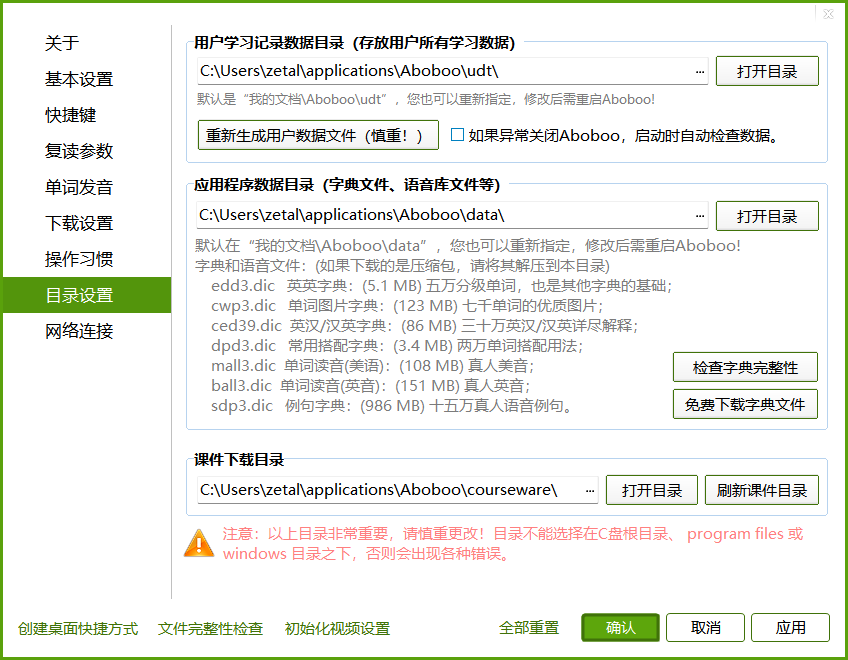 关于
基本设置
快捷键
复读参数
单词发音
下载设置
操作习惯
目录设置
网络连接
用户学习记录数据目录（存放用户所有学习数据)
C:\Users\zetal\applications\Aboboo\udt\ ... 打开目录
默认是“我的文档\Aboboo\udt”，您也可以重新指定，修改后需重启Aboboo!
重新生成用户数据文件（慎重！） 如果异常关闭Aboboo，启动时自动检查数据。
应用程序数据目录（字典文件、语音库文件等)
C:\Users\zetal\applications\Aboboo\data\ ... 打开目录
默认在“我的文档\Aboboo\data”，您也可以重新指定，修改后需重启Aboboo!
字典和语音文件：(如果下载的是压缩包，请将其解压到本目录)
edd3.dic 英英字典：(5.1 MB) 五万分级单词，也是其他字典的基础；
cwp3.dic 单词图片字典：(123 MB) 七千单词的优质图片；
ced39.dic 英汉/汉英字典：(86 MB) 三十万英汉/汉英详尽解释；
dpd3.dic 常用搭配字典：(3.4 MB) 两万单词搭配用法；
mall3.dic 单词读音(美语)：(108 MB) 真人美音；
ball3.dic 单词读音(英音)：(151 MB) 真人英音；
sdp3.dic 例句字典：(986 MB) 十五万真人语音例句。
检查字典完整性
免费下载字典文件
课件下载目录
C:\Users\zetal\applications\Aboboo\courseware\ ... 打开目录 刷新课件目录
注意：以上目录非常重要，请慎重更改！目录不能选择在C盘根目录、 program files 或
windows 目录之下，否则会出现各种错误。
创建桌面快捷方式 文件完整性检查 初始化视频设置 全部重置 确认 取消 应用